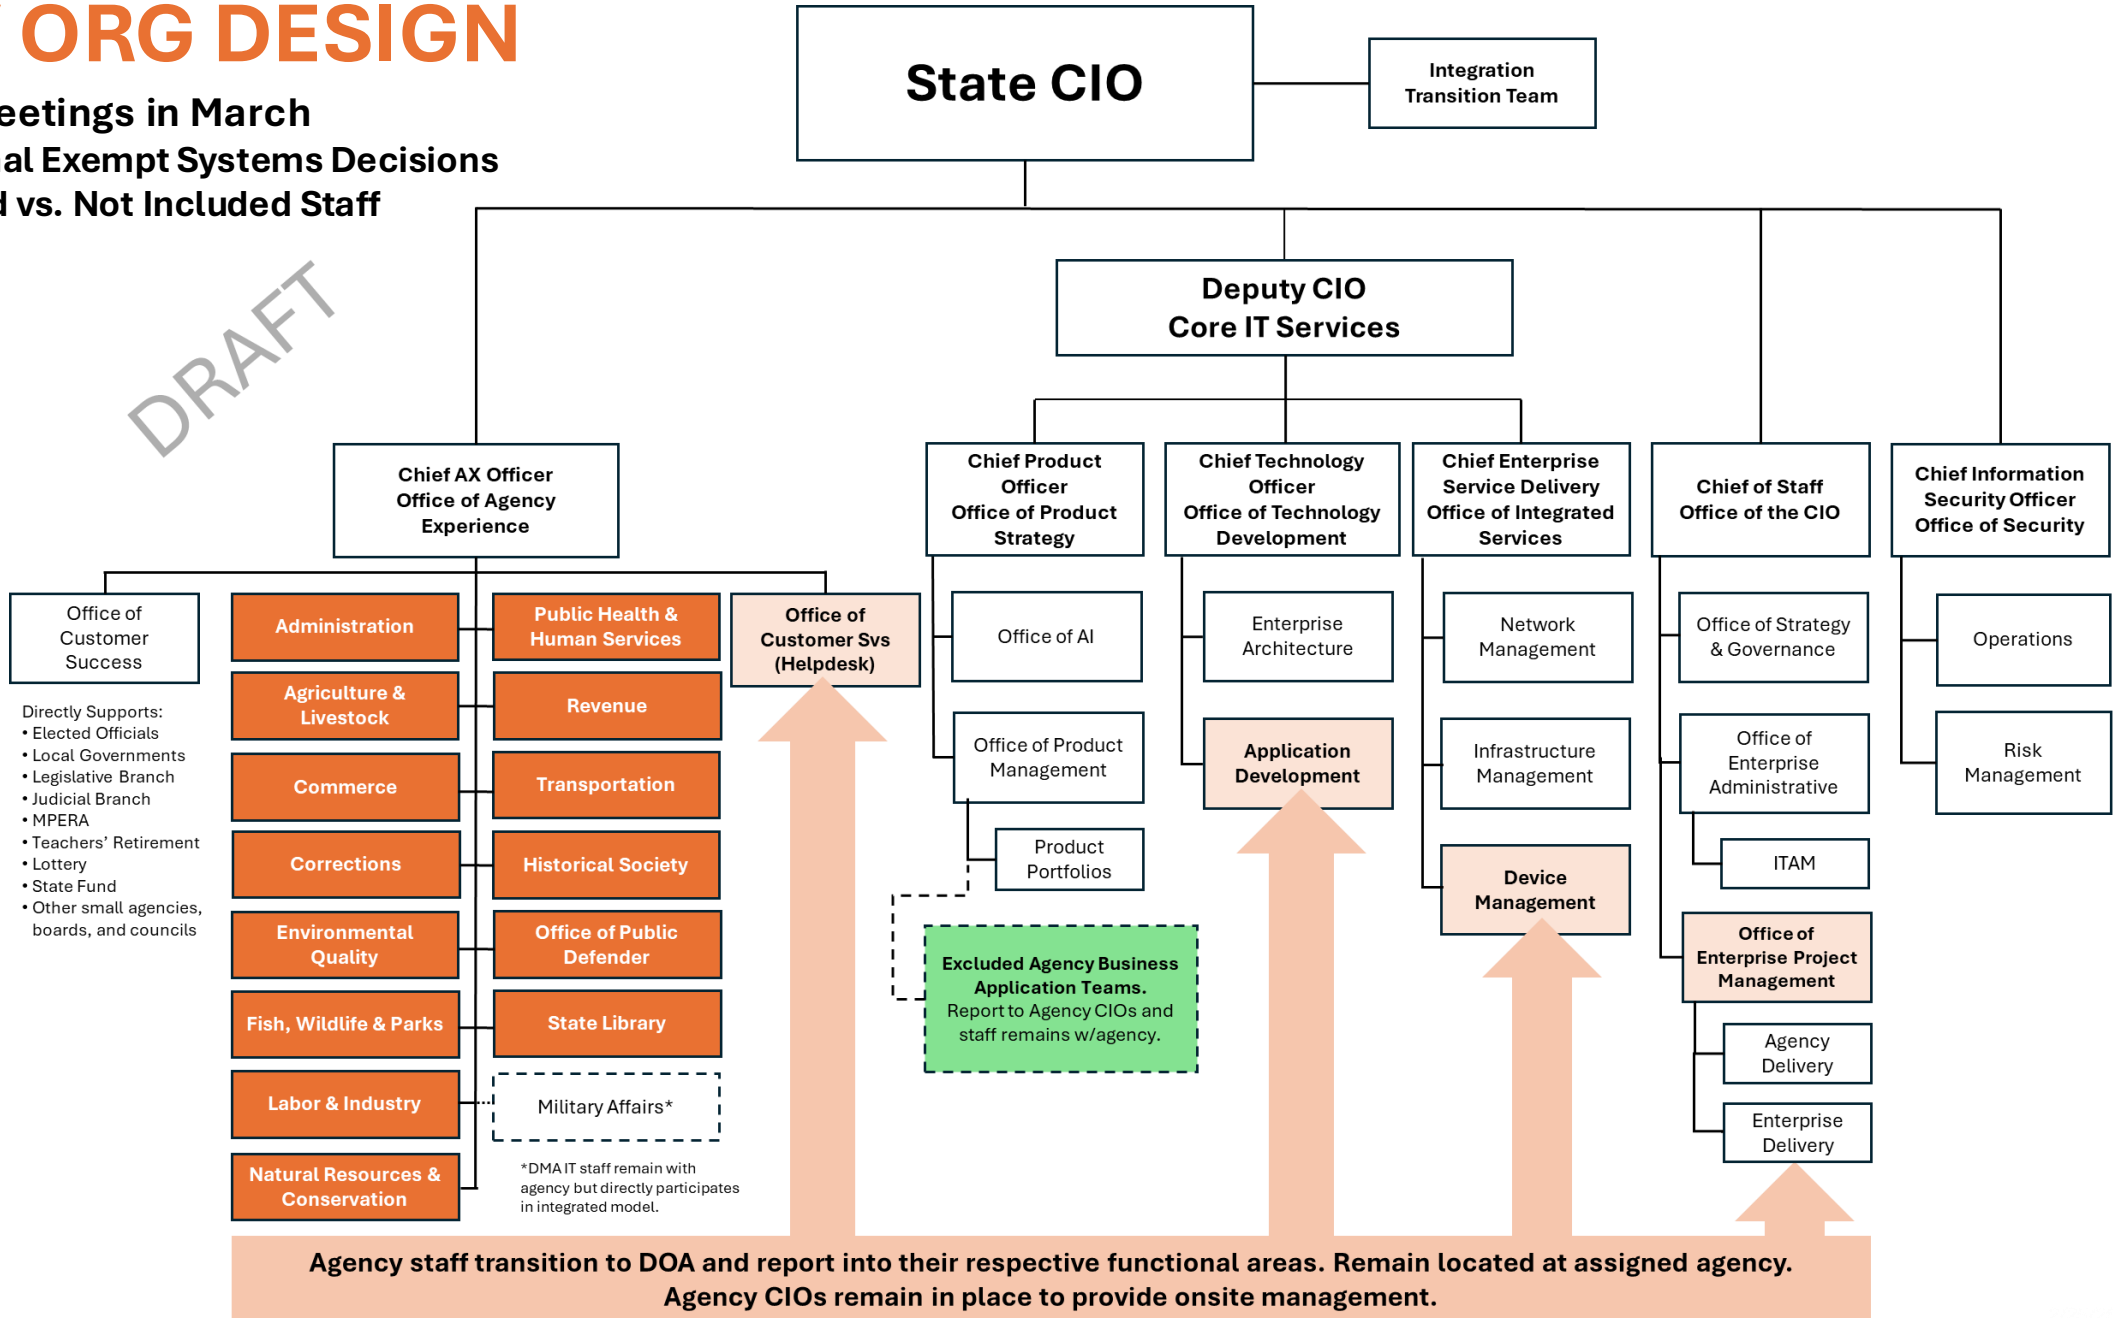 ORG DESIGN
eetings in March
al Exempt Systems Decisions
d vs. Not Included Staff
DRAFT
State CIO
Integration
Transition Team
Deputy CIO
Core IT Services
Chief AX Officer
Office of Agency
Experience
Chief Product
Officer
Office of Product
Strategy
Chief Technology
Officer
Office of Technology
Development
Chief Enterprise
Service Delivery
Office of Integrated
Services
Chief of Staff
Office of the CIO
Chief Information
Security Officer
Office of Security
Office of
Customer
Success
Directly Supports:
• Elected Officials
• Local Governments
• Legislative Branch
• Judicial Branch
• MPERA
• Teachers’ Retirement
• Lottery
• State Fund
• Other small agencies,
boards, and councils
Administration
Agriculture &
Livestock
Commerce
Corrections
Environmental
Quality
Fish, Wildlife & Parks
Labor & Industry
Natural Resources &
Conservation
Public Health &
Human Services
Revenue
Transportation
Historical Society
Office of Public
Defender
State Library
Military Affairs*
*DMA IT staff remain with
agency but directly participates
in integrated model.
Office of
Customer Svs
(Helpdesk)
Office of AI
Office of Product
Management
Product
Portfolios
Excluded Agency Business
Application Teams.
Report to Agency CIOs and
staff remains w/agency.
Enterprise
Architecture
Application
Development
Network
Management
Infrastructure
Management
Device
Management
Office of Strategy
& Governance
Office of
Enterprise
Administrative
ITAM
Office of
Enterprise Project
Management
Agency
Delivery
Enterprise
Delivery
Operations
Risk
Management
Agency staff transition to DOA and report into their respective functional areas. Remain located at assigned agency.
Agency CIOs remain in place to provide onsite management.